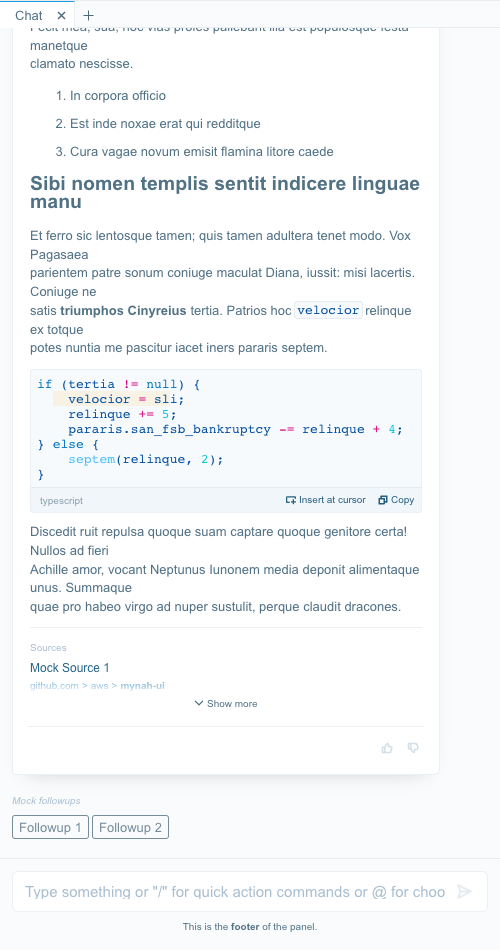 Chat
manetque
clamato nescisse.
1. In corpora officio
2. Est inde noxae erat qui redditque
3. Cura vagae novum emisit flamina litore caede
Sibi nomen templis sentit indicere linguae
manu
Et ferro sic lentosque tamen; quis tamen adultera tenet modo. Vox
Pagasaea
parientem patre sonum coniuge maculat Diana, iussit: misi lacertis.
Coniuge ne
satis triumphos Cinyreius tertia. Patrios hoc velocior relinque
ex totque
potes nuntia me pascitur iacet iners pararis septem.
if (tertia != null) {
    velocior = sli;
    relinque += 5;
    pararis.san_fsb_bankruptcy -= relinque + 4;
} else {
    septem(relinque, 2);
}
typescript Insert at cursor Copy
Discedit ruit repulsa quoque suam captare quoque genitore certa!
Nullos ad fieri
Achille amor, vocant Neptunus Iunonem media deponit alimentaque
unus. Summaque
quae pro habeo virgo ad nuper sustulit, perque claudit dracones.
Sources
Mock Source 1
github.com > aws > mynah-ui
Show more
Mock followups
Followup 1 Followup 2
Type something or "/" for quick action commands or @ for choo
This is the footer of the panel.